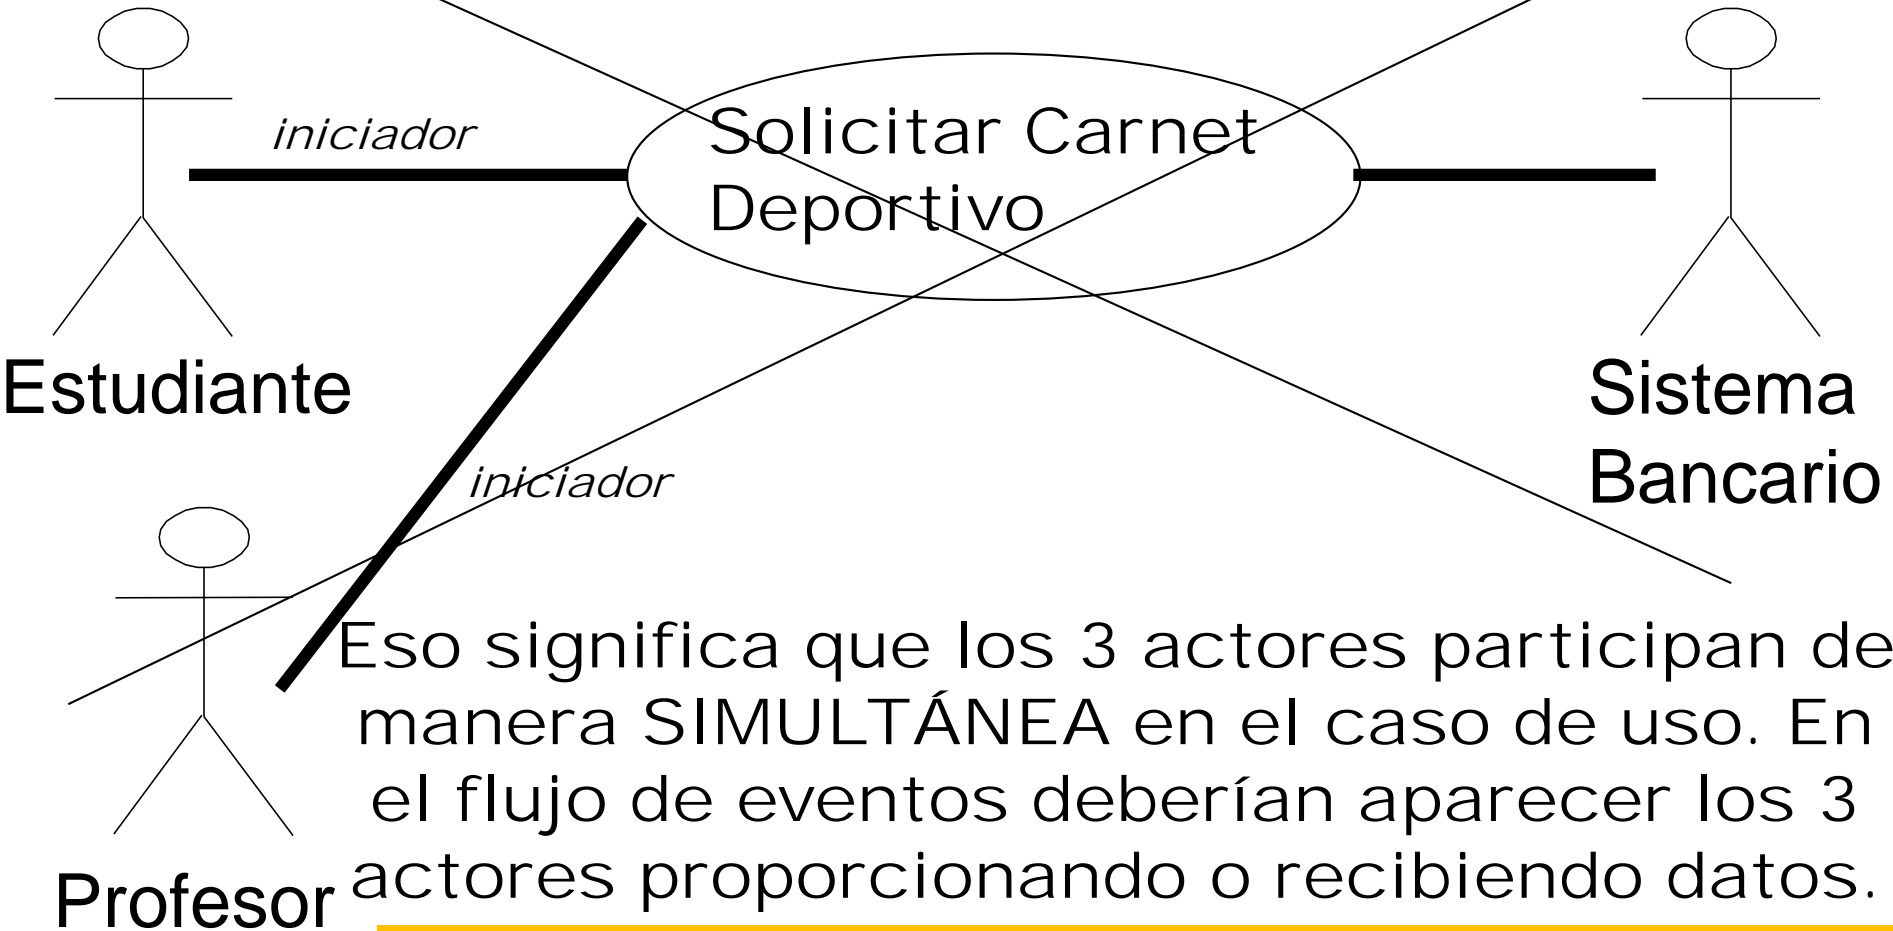 iniciador
Solicitar Carnet
Deportivo
Estudiante
Sistema
Bancario
iniciador
Profesor
Eso significa que los 3 actores participan de
manera SIMULTÁNEA en el caso de uso. En
el flujo de eventos deberían aparecer los 3
actores proporcionando o recibiendo datos.